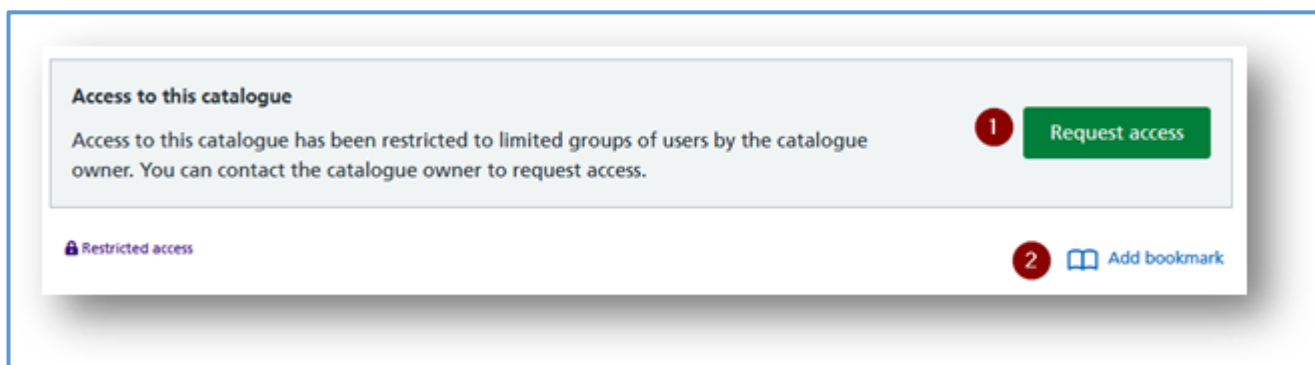 Access to this catalogue
Access to this catalogue has been restricted to limited groups of users by the catalogue
owner. You can contact the catalogue owner to request access.
1
Request access
Restricted access
2
Add bookmark